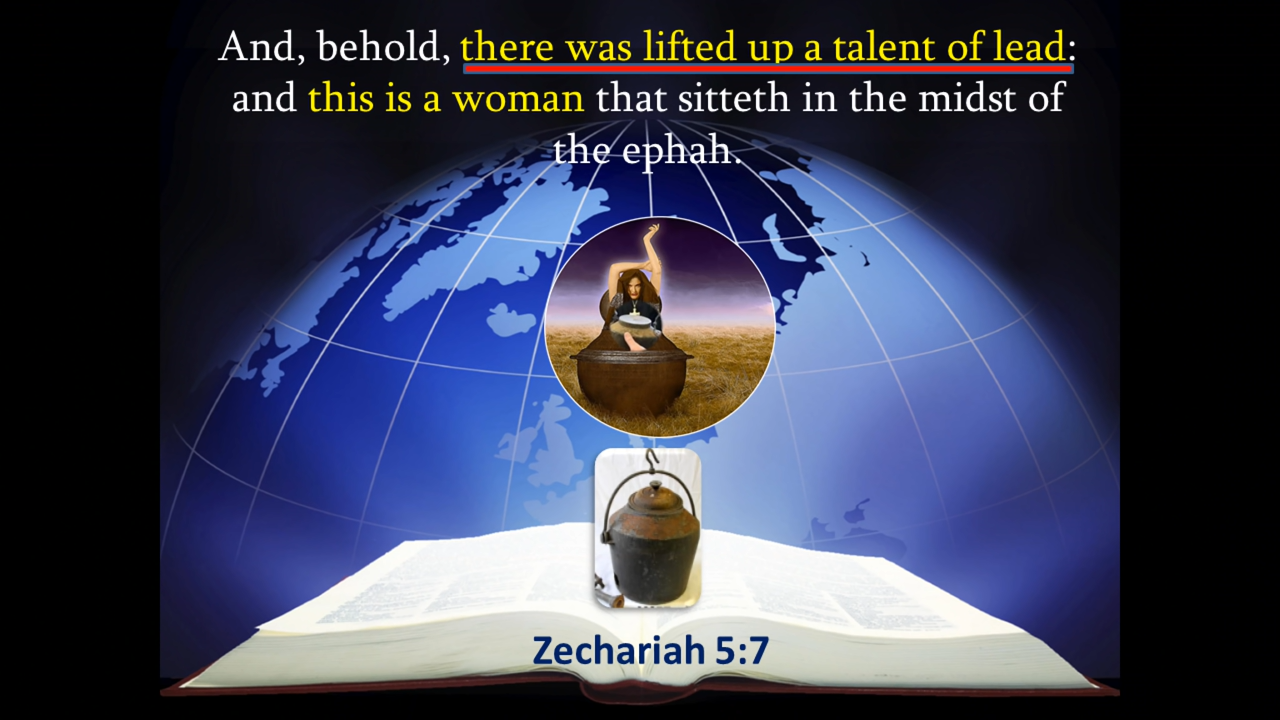 And, behold, there was lifted up a talent of lead:
and this is a woman that sitteth in the midst of
the ephah.
Zechariah 5:7